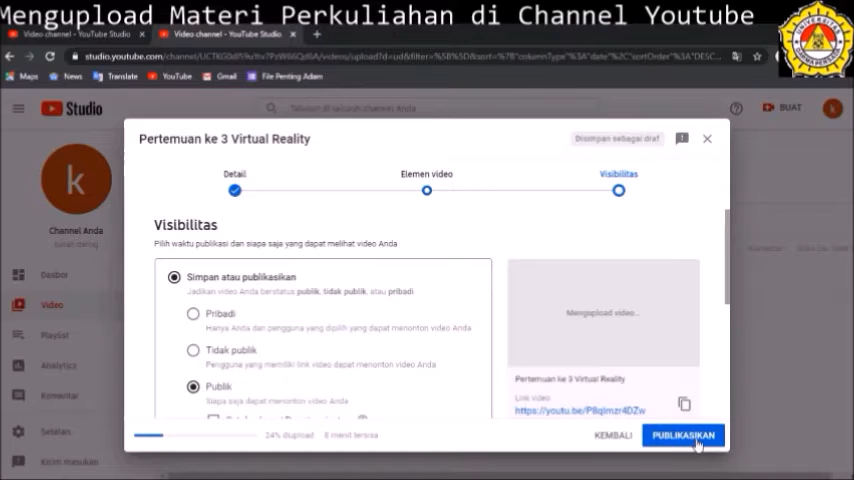 Mengupload Materi Perkuliahan di Channel Youtube
Video channel - YouTube Studio
Video channel - YouTube Studio
Maps
News
Translate
YouTube
Gmail
File Penting Adam
Studio
BUAT
Pertemuan ke 3 Virtual Reality
Disimpan sebagai draf
Detail
Elemen video
Visibilitas
k
Channel Anda
Visibilitas
Pilih waktu publikasi dan siapa saja yang dapat melihat video Anda
Simpan atau publikasikan
Jadikan video Anda berstatus publik, tidak publik, atau pribadi
Pribadi
Hanya Anda dan pengguna yang dipilih yang dapat menonton video Anda
Tidak publik
Pengguna yang memiliki link video dapat menonton video Anda
Publik
Siapa saja dapat menonton video Anda
Mengupload video...
Pertemuan ke 3 Virtual Reality
Link video
https://youtu.be/P8qlmzr4DZw
Dasbor
Video
Playlist
Analytics
Komentar
Setelan
Kirim masukan
24% diupload
8 menit tersisa
KEMBALI
PUBLIKASIKAN
k